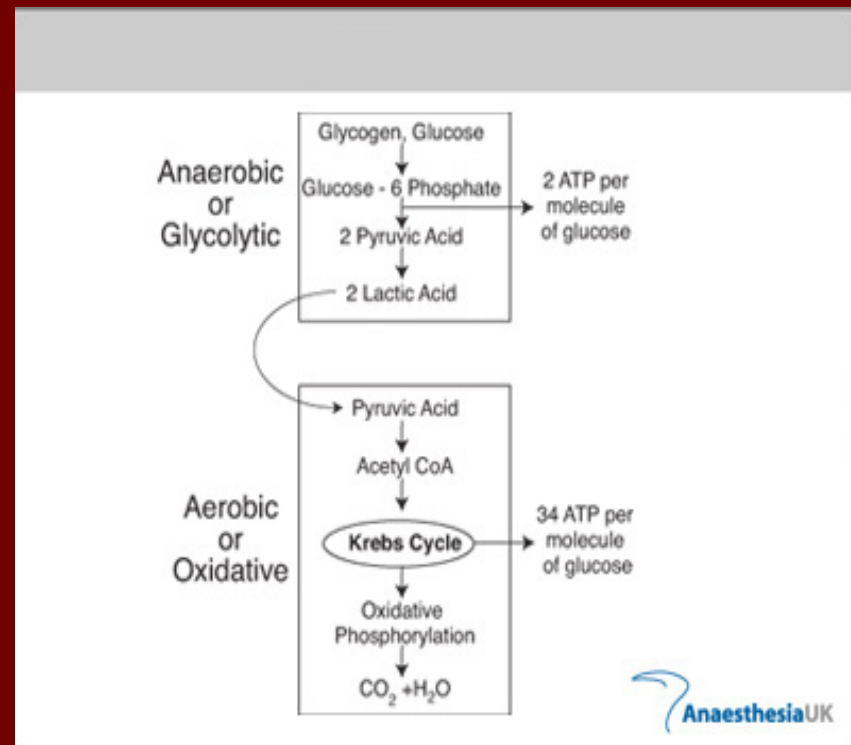 Anaerobic
or
Glycolytic
Glycogen, Glucose
Glucose - 6 Phosphate
2 Pyruvic Acid
2 Lactic Acid
2 ATP per
molecule
of glucose
Aerobic
or
Oxidative
Pyruvic Acid
Acetyl CoA
Krebs Cycle
Oxidative
Phosphorylation
CO₂ +H₂O
34 ATP per
molecule
of glucose
AnaesthesiaUK